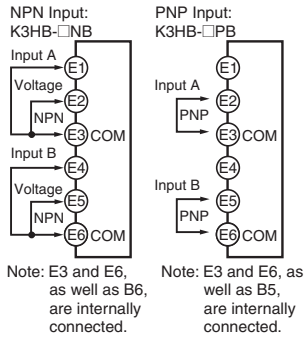 NPN Input:
K3HB-□NB
Input A
E1
Voltage
E2
NPN
E3 COM
Input B
E4
Voltage
E5
NPN
E6 COM
Note: E3 and E6,
as well as B6,
are internally
connected.
PNP Input:
K3HB-□PB
E1
Input A
E2
PNP
E3 COM
E4
Input B
E5
PNP
E6 COM
Note: E3 and E6, as
well as B5,
are internally
connected.